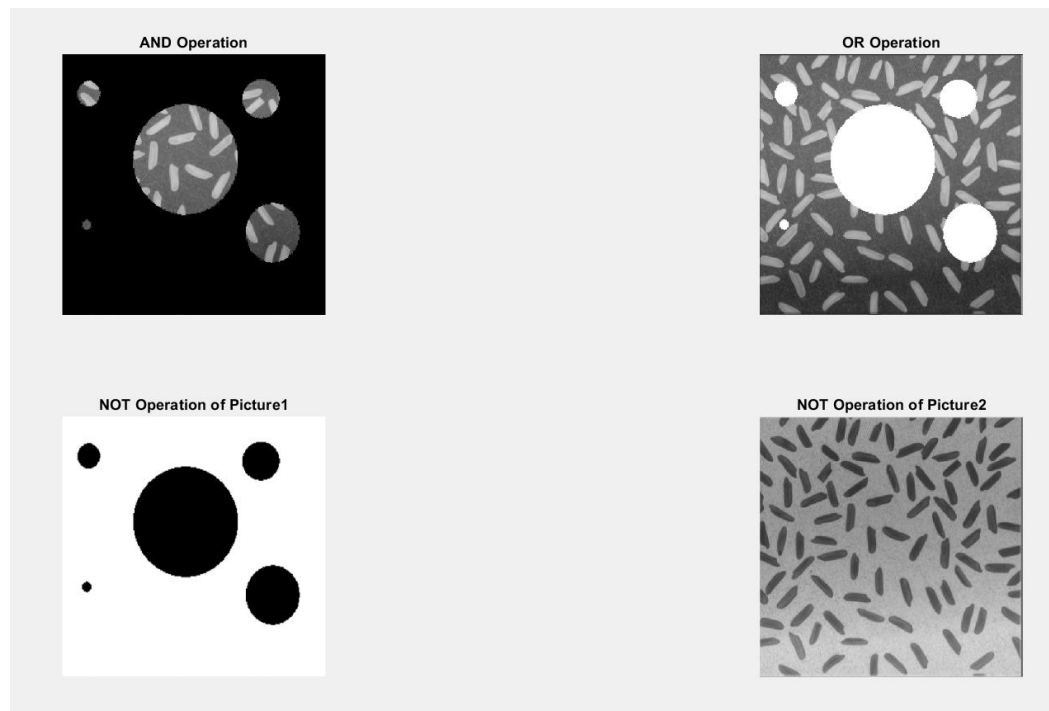 AND Operation
OR Operation
NOT Operation of Picture1
NOT Operation of Picture2